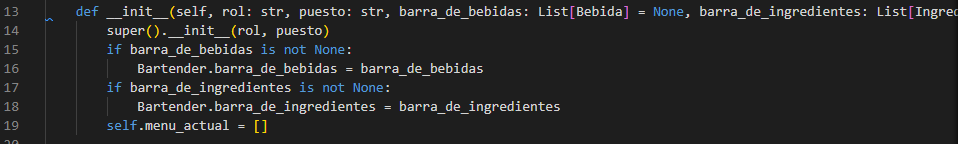 13 def __init__(self, rol: str, puesto: str, barra_de_bebidas: List[Bebida] = None, barra_de_ingredientes: List[Ingre
14 super().__init__(rol, puesto)
15 if barra_de_bebidas is not None:
16 Bartender.barra_de_bebidas = barra_de_bebidas
17 if barra_de_ingredientes is not None:
18 Bartender.barra_de_ingredientes = barra_de_ingredientes
19 self.menu_actual = []